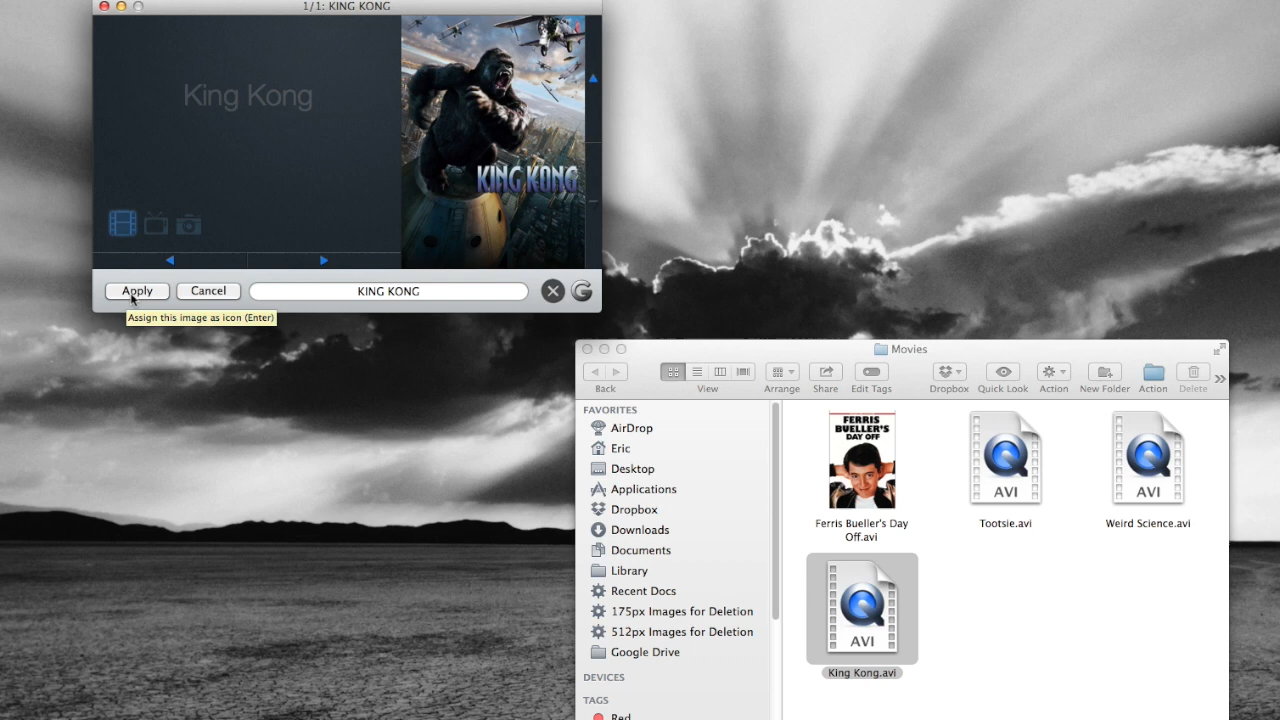 1/1: KING KONG
King Kong
KING KONG
Apply
Cancel
KING KONG
Assign this image as icon (Enter)
Movies
Back
View
Arrange
Share
Edit Tags
Dropbox
Quick Look
Action
New Folder
Action
Delete
FAVORITES
AirDrop
Eric
Desktop
Applications
Dropbox
Downloads
Documents
Library
Recent Docs
175px Images for Deletion
512px Images for Deletion
Google Drive
DEVICES
TAGS
Red
FERRIS
BUELLER'S
DAY OFF
Ferris Bueller's Day
Off.avi
AVI
Tootsie.avi
AVI
Weird Science.avi
AVI
King Kong.avi